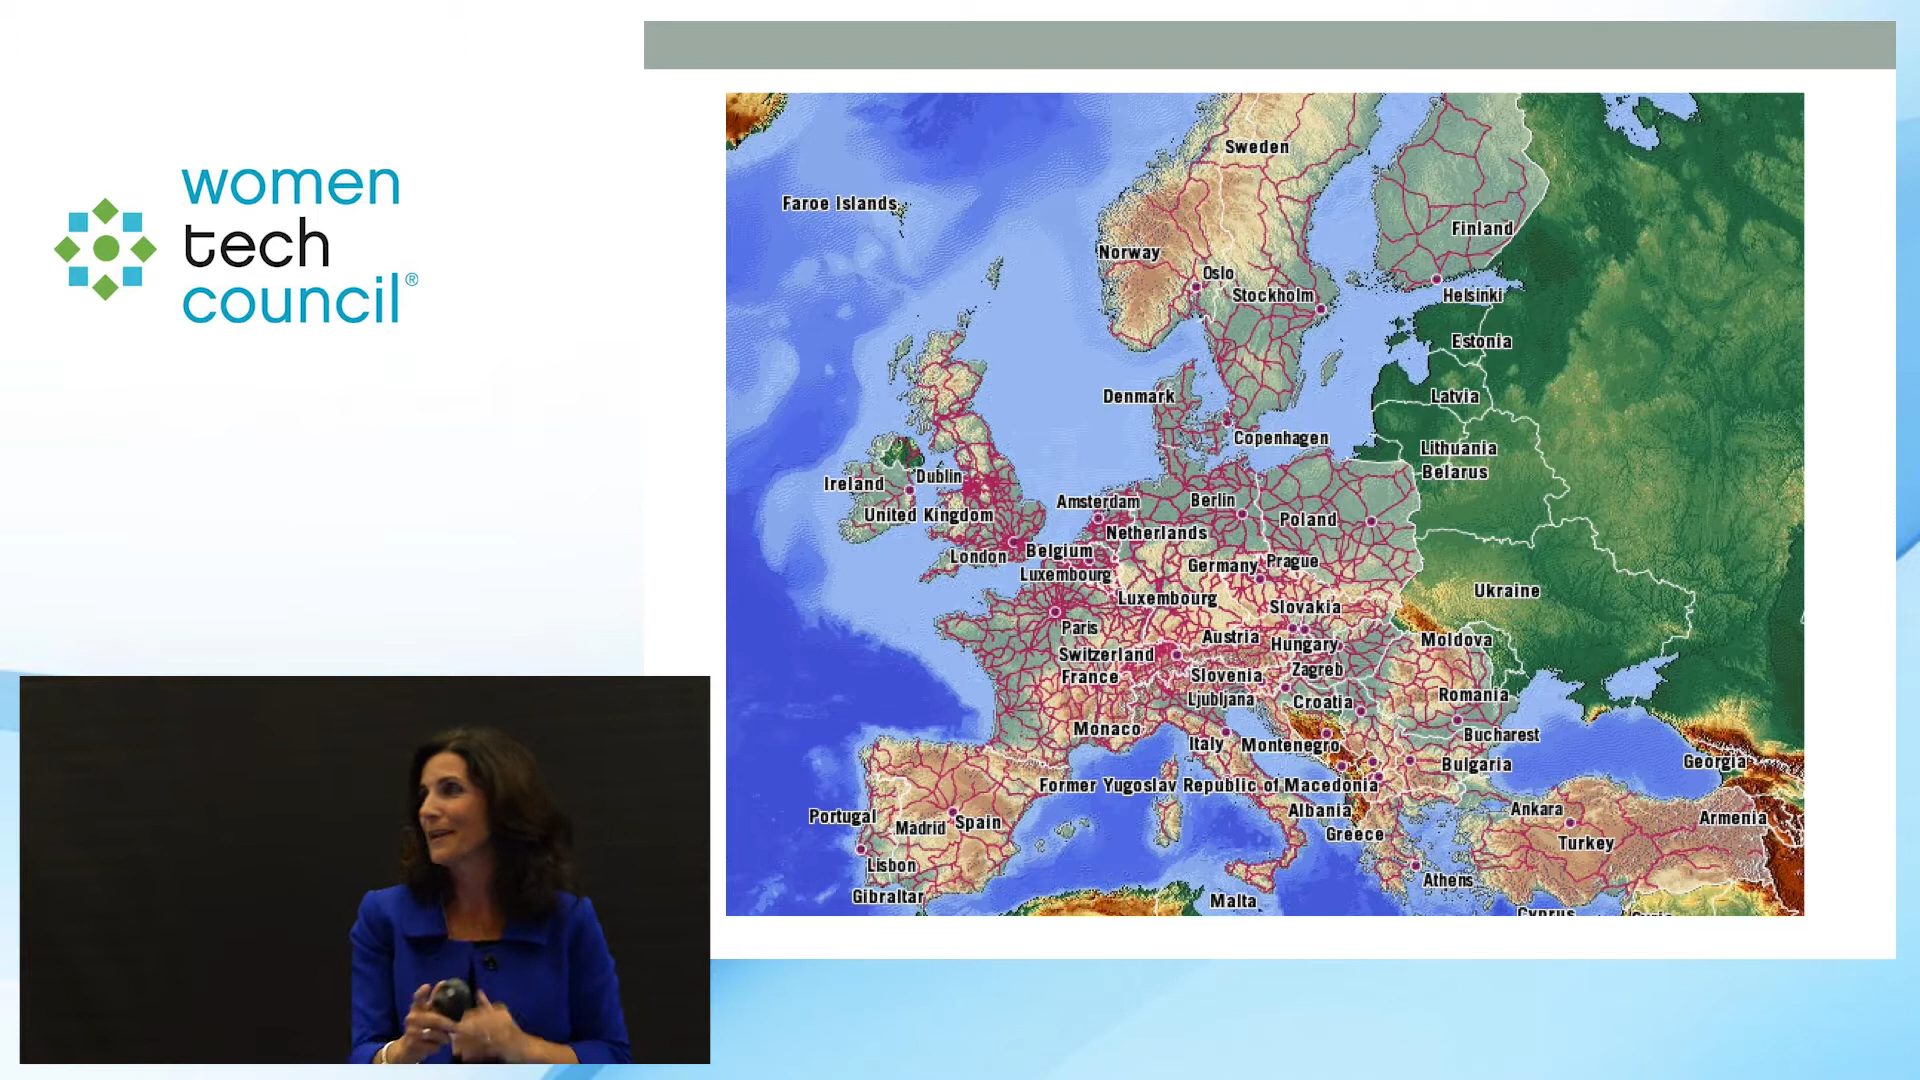 women
tech
council®
Sweden
Faroe Islands
Finland
Norway
Oslo
Stockholm
Helsinki
Estonia
Denmark
Latvia
Copenhagen
Lithuania
Belarus
Ireland
Dublin
Amsterdam
Berlin
United Kingdom
Poland
Netherlands
London
Belgium
Germany
Prague
Luxembourg
Luxembourg
Ukraine
Slovakia
Paris
Austria
Hungary
Moldova
Switzerland
France
Slovenia
Zagreb
Romania
Ljubljana
Croatia
Monaco
Italy
Montenegro
Bucharest
Bulgaria
Georgia
Former Yugoslav Republic of Macedonia
Portugal
Madrid
Spain
Albania
Ankara
Armenia
Greece
Turkey
Lisbon
Athens
Gibraltar
Malta
Cyprus
Syria